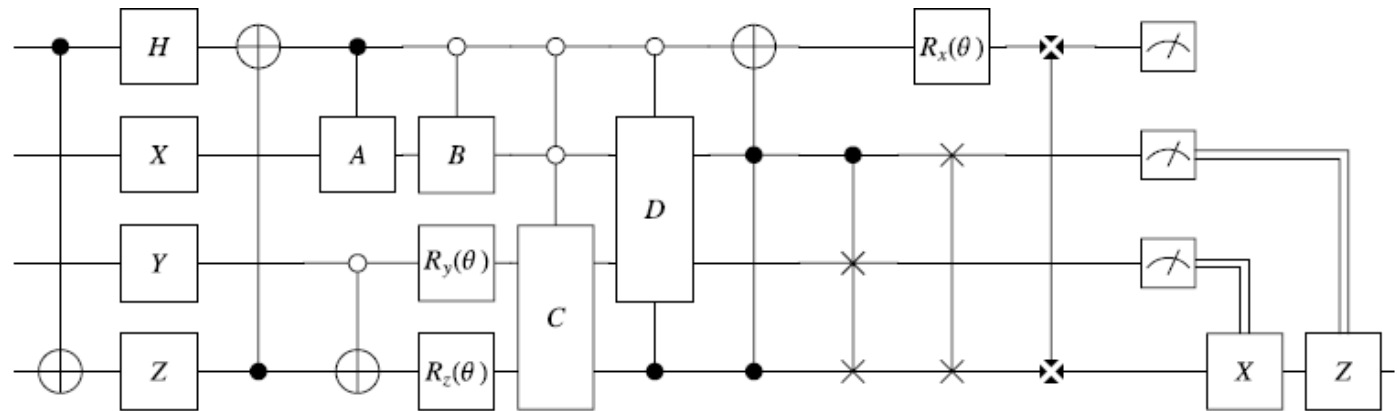 H R_x(θ)
X A B
D
Y R_y(θ)
C
Z R_z(θ) X Z